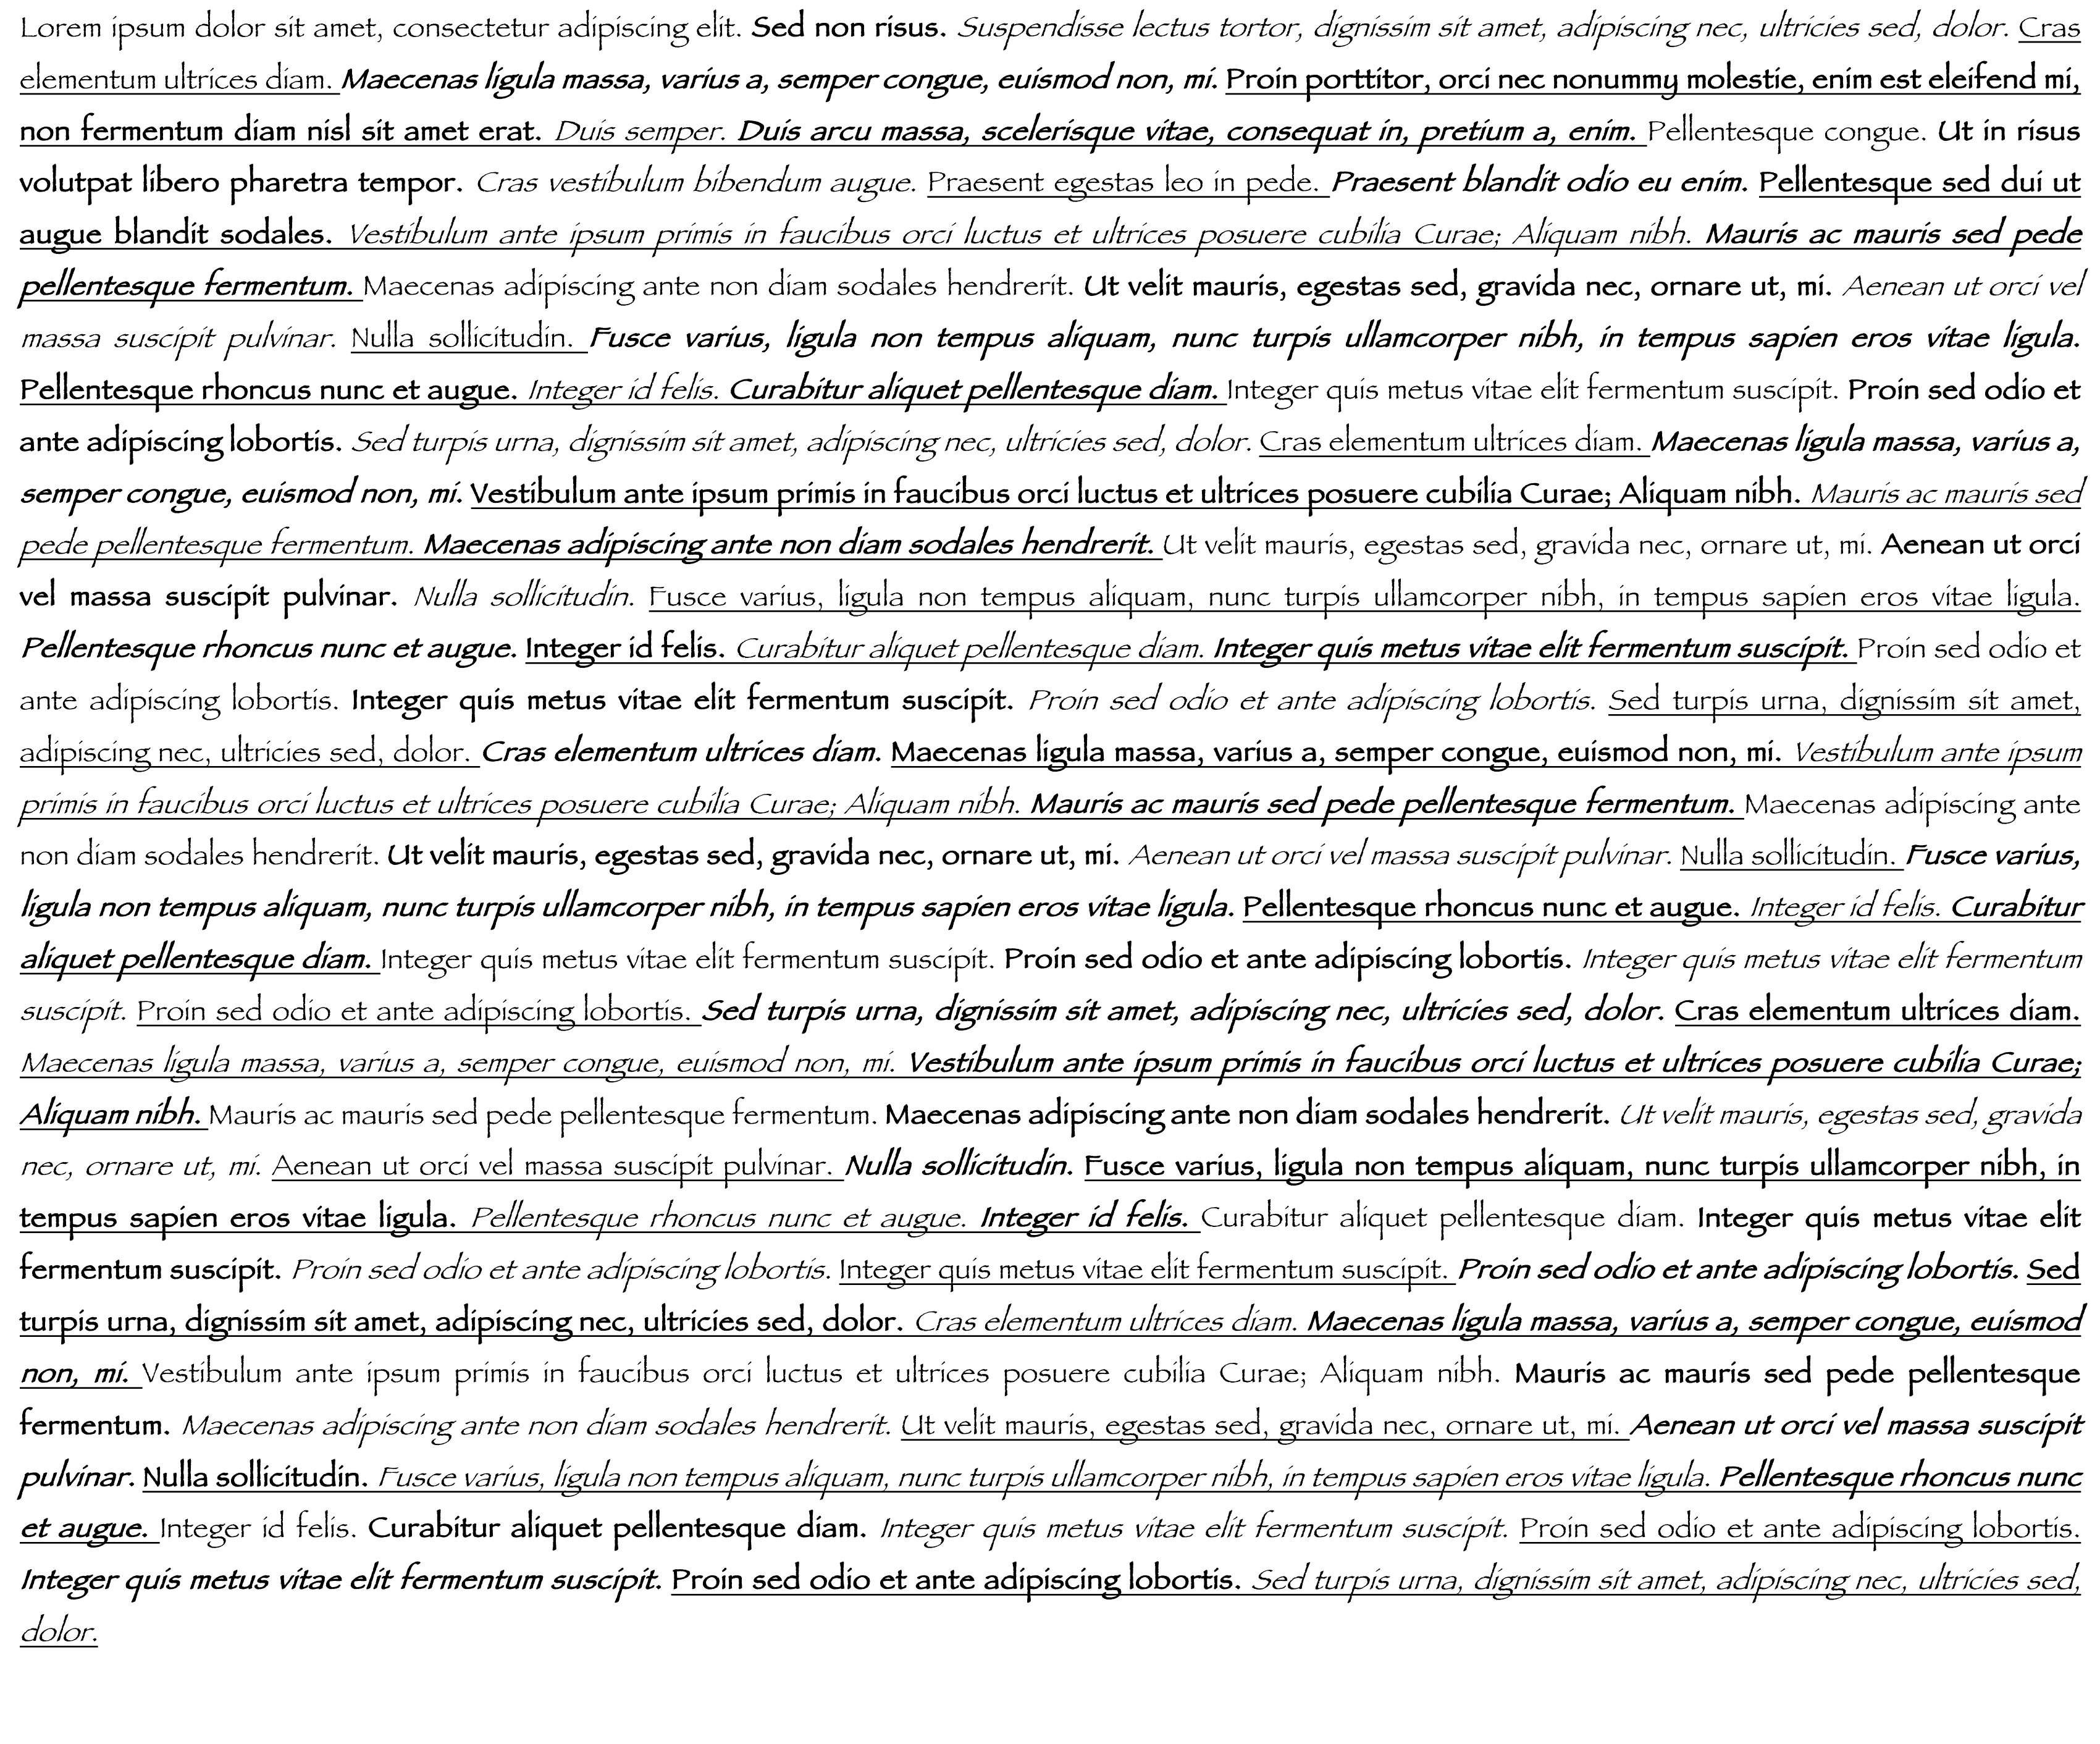 Lorem ipsum dolor sit amet, consectetur adipiscing elit. Sed non risus. Suspendisse lectus tortor, dignissim sit amet, adipiscing nec, ultricies sed, dolor. Cras
elementum ultrices diam. Maecenas ligula massa, varius a, semper congue, euismod non, mi. Proin porttitor, orci nec nonummy molestie, enim est eleifend mi,
non fermentum diam nisl sit amet erat. Duis semper. Duis arcu massa, scelerisque vitae, consequat in, pretium a, enim. Pellentesque congue. Ut in risus
volutpat libero pharetra tempor. Cras vestibulum bibendum augue. Praesent egestas leo in pede. Praesent blandit odio eu enim. Pellentesque sed dui ut
augue blandit sodales. Vestibulum ante ipsum primis in faucibus orci luctus et ultrices posuere cubilia Curae; Aliquam nibh. Mauris ac mauris sed pede
pellentesque fermentum. Maecenas adipiscing ante non diam sodales hendrerit. Ut velit mauris, egestas sed, gravida nec, ornare ut, mi. Aenean ut orci vel
massa suscipit pulvinar. Nulla sollicitudin. Fusce varius, ligula non tempus aliquam, nunc turpis ullamcorper nibh, in tempus sapien eros vitae ligula.
Pellentesque rhoncus nunc et augue. Integer id felis. Curabitur aliquet pellentesque diam. Integer quis metus vitae elit fermentum suscipit. Proin sed odio et
ante adipiscing lobortis. Sed turpis urna, dignissim sit amet, adipiscing nec, ultricies sed, dolor. Cras elementum ultrices diam. Maecenas ligula massa, varius a,
semper congue, euismod non, mi. Vestibulum ante ipsum primis in faucibus orci luctus et ultrices posuere cubilia Curae; Aliquam nibh. Mauris ac mauris sed
pede pellentesque fermentum. Maecenas adipiscing ante non diam sodales hendrerit. Ut velit mauris, egestas sed, gravida nec, ornare ut, mi. Aenean ut orci
vel massa suscipit pulvinar. Nulla sollicitudin. Fusce varius, ligula non tempus aliquam, nunc turpis ullamcorper nibh, in tempus sapien eros vitae ligula.
Pellentesque rhoncus nunc et augue. Integer id felis. Curabitur aliquet pellentesque diam. Integer quis metus vitae elit fermentum suscipit. Proin sed odio et
ante adipiscing lobortis. Integer quis metus vitae elit fermentum suscipit. Proin sed odio et ante adipiscing lobortis. Sed turpis urna, dignissim sit amet,
adipiscing nec, ultricies sed, dolor. Cras elementum ultrices diam. Maecenas ligula massa, varius a, semper congue, euismod non, mi. Vestibulum ante ipsum
primis in faucibus orci luctus et ultrices posuere cubilia Curae; Aliquam nibh. Mauris ac mauris sed pede pellentesque fermentum. Maecenas adipiscing ante
non diam sodales hendrerit. Ut velit mauris, egestas sed, gravida nec, ornare ut, mi. Aenean ut orci vel massa suscipit pulvinar. Nulla sollicitudin. Fusce varius,
ligula non tempus aliquam, nunc turpis ullamcorper nibh, in tempus sapien eros vitae ligula. Pellentesque rhoncus nunc et augue. Integer id felis. Curabitur
aliquet pellentesque diam. Integer quis metus vitae elit fermentum suscipit. Proin sed odio et ante adipiscing lobortis. Integer quis metus vitae elit fermentum
suscipit. Proin sed odio et ante adipiscing lobortis. Sed turpis urna, dignissim sit amet, adipiscing nec, ultricies sed, dolor. Cras elementum ultrices diam.
Maecenas ligula massa, varius a, semper congue, euismod non, mi. Vestibulum ante ipsum primis in faucibus orci luctus et ultrices posuere cubilia Curae;
Aliquam nibh. Mauris ac mauris sed pede pellentesque fermentum. Maecenas adipiscing ante non diam sodales hendrerit. Ut velit mauris, egestas sed, gravida
nec, ornare ut, mi. Aenean ut orci vel massa suscipit pulvinar. Nulla sollicitudin. Fusce varius, ligula non tempus aliquam, nunc turpis ullamcorper nibh, in
tempus sapien eros vitae ligula. Pellentesque rhoncus nunc et augue. Integer id felis. Curabitur aliquet pellentesque diam. Integer quis metus vitae elit
fermentum suscipit. Proin sed odio et ante adipiscing lobortis. Integer quis metus vitae elit fermentum suscipit. Proin sed odio et ante adipiscing lobortis. Sed
turpis urna, dignissim sit amet, adipiscing nec, ultricies sed, dolor. Cras elementum ultrices diam. Maecenas ligula massa, varius a, semper congue, euismod
non, mi. Vestibulum ante ipsum primis in faucibus orci luctus et ultrices posuere cubilia Curae; Aliquam nibh. Mauris ac mauris sed pede pellentesque
fermentum. Maecenas adipiscing ante non diam sodales hendrerit. Ut velit mauris, egestas sed, gravida nec, ornare ut, mi. Aenean ut orci vel massa suscipit
pulvinar. Nulla sollicitudin. Fusce varius, ligula non tempus aliquam, nunc turpis ullamcorper nibh, in tempus sapien eros vitae ligula. Pellentesque rhoncus nunc
et augue. Integer id felis. Curabitur aliquet pellentesque diam. Integer quis metus vitae elit fermentum suscipit. Proin sed odio et ante adipiscing lobortis.
Integer quis metus vitae elit fermentum suscipit. Proin sed odio et ante adipiscing lobortis. Sed turpis urna, dignissim sit amet, adipiscing nec, ultricies sed,
dolor.